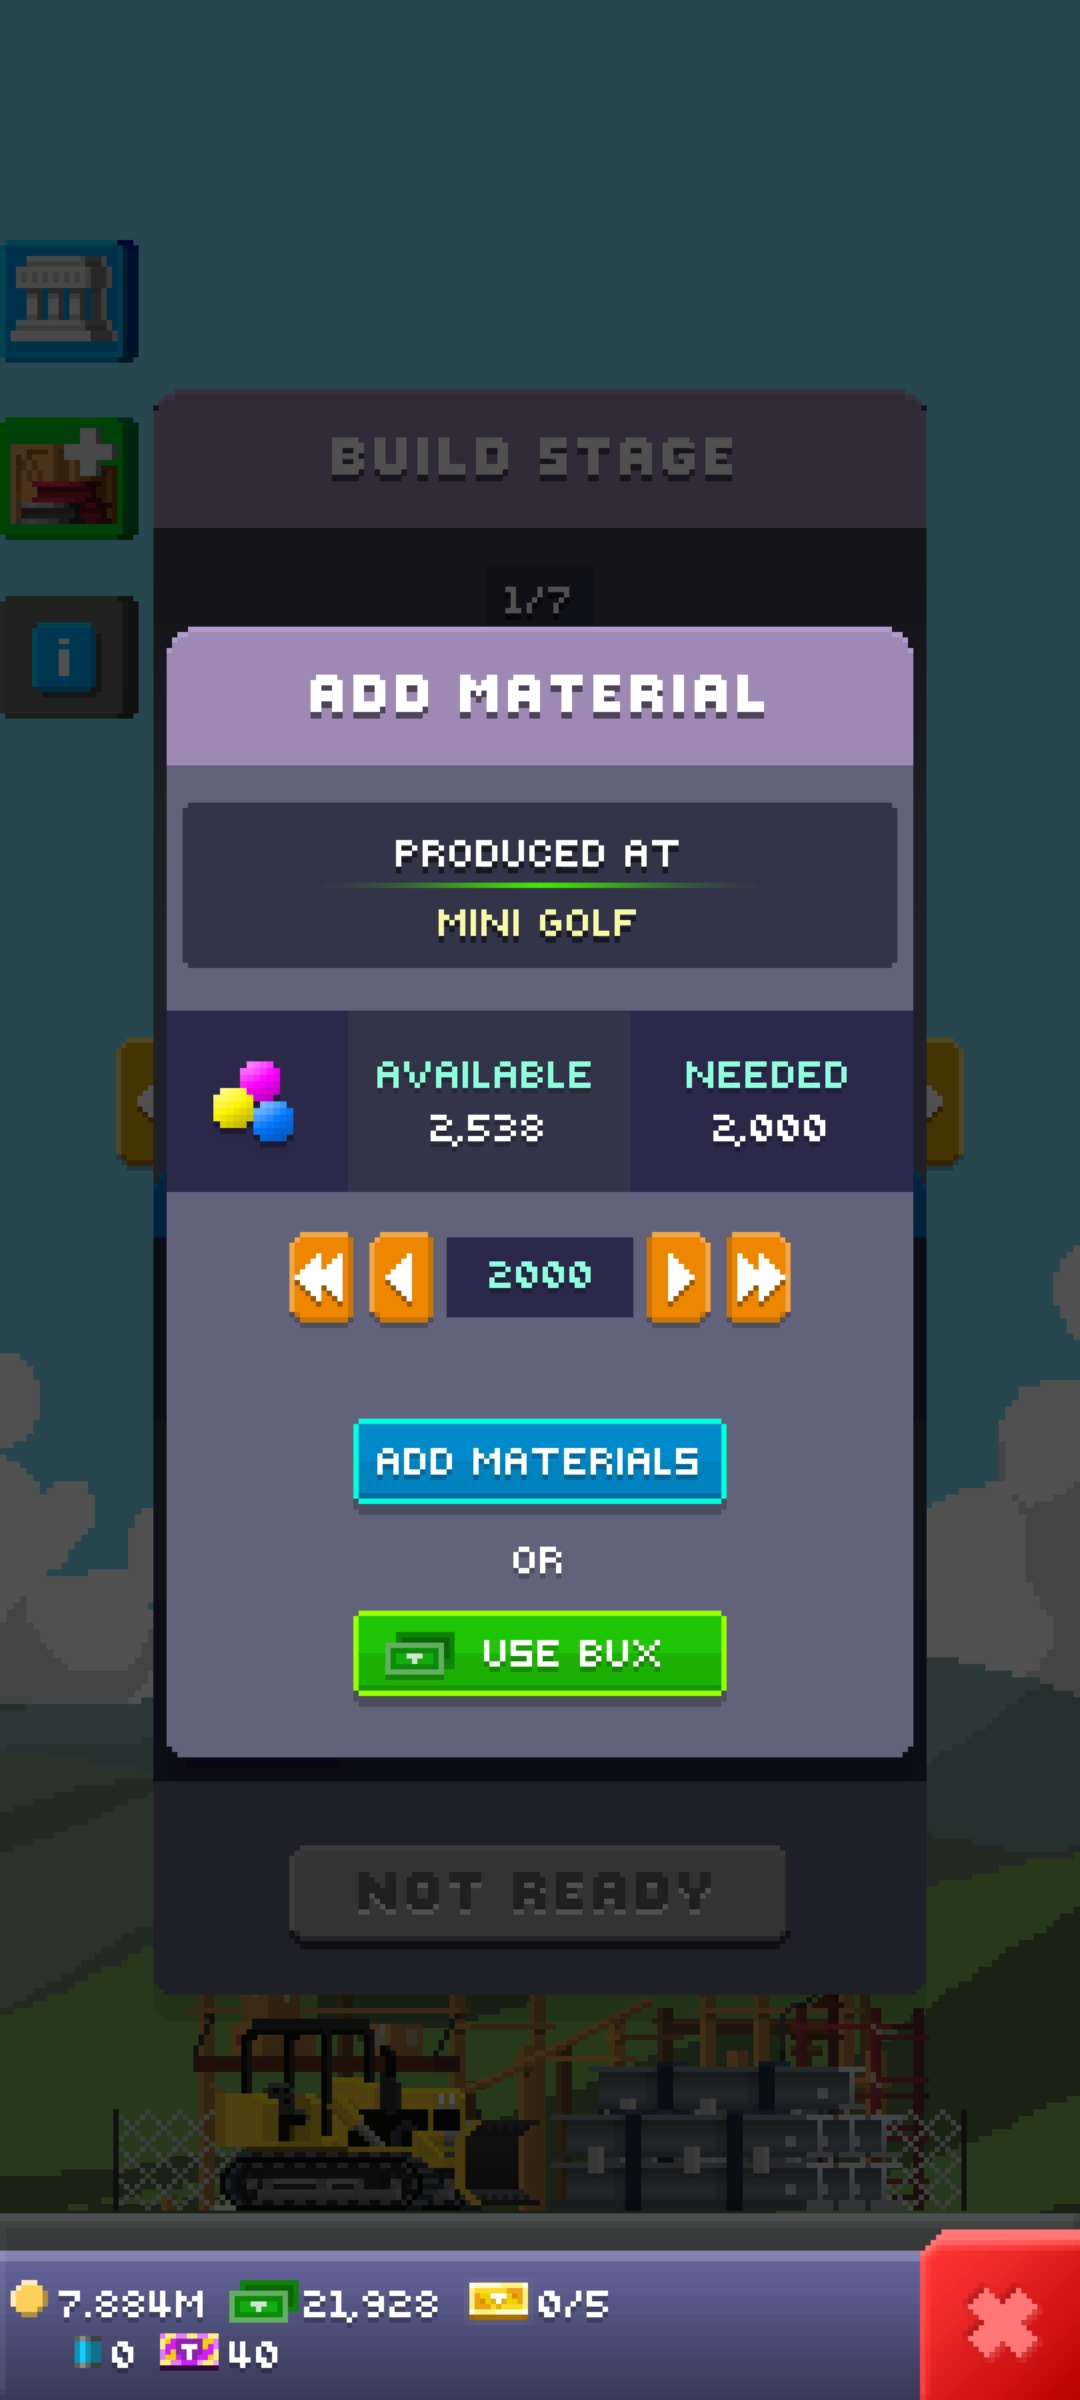 BUILD STAGE
1/7
ADD MATERIAL
PRODUCED AT
MINI GOLF
AVAILABLE NEEDED
2,538 2,000
2000
ADD MATERIALS
OR
USE BUX
NOT READY
7.884M 21,928 0/5
0 40